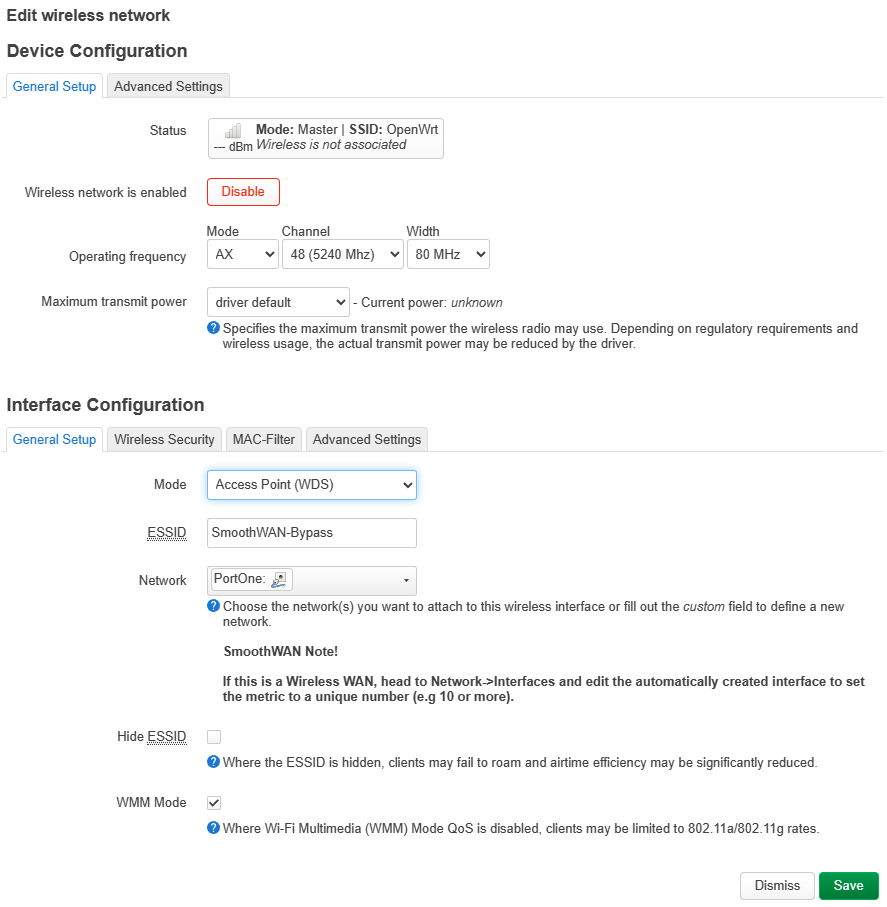 Edit wireless network
Device Configuration
General Setup Advanced Settings
Status
Mode: Master | SSID: OpenWrt
--- dBm Wireless is not associated
Wireless network is enabled Disable
Mode Channel Width
Operating frequency AX 48 (5240 Mhz) 80 MHz
Maximum transmit power driver default - Current power: unknown
Specifies the maximum transmit power the wireless radio may use. Depending on regulatory requirements and
wireless usage, the actual transmit power may be reduced by the driver.
Interface Configuration
General Setup Wireless Security MAC-Filter Advanced Settings
Mode Access Point (WDS)
ESSID SmoothWAN-Bypass
Network PortOne:
Choose the network(s) you want to attach to this wireless interface or fill out the custom field to define a new
network.
SmoothWAN Note!
If this is a Wireless WAN, head to Network->Interfaces and edit the automatically created interface to set
the metric to a unique number (e.g 10 or more).
Hide ESSID
Where the ESSID is hidden, clients may fail to roam and airtime efficiency may be significantly reduced.
WMM Mode
Where Wi-Fi Multimedia (WMM) Mode QoS is disabled, clients may be limited to 802.11a/802.11g rates.
Dismiss Save